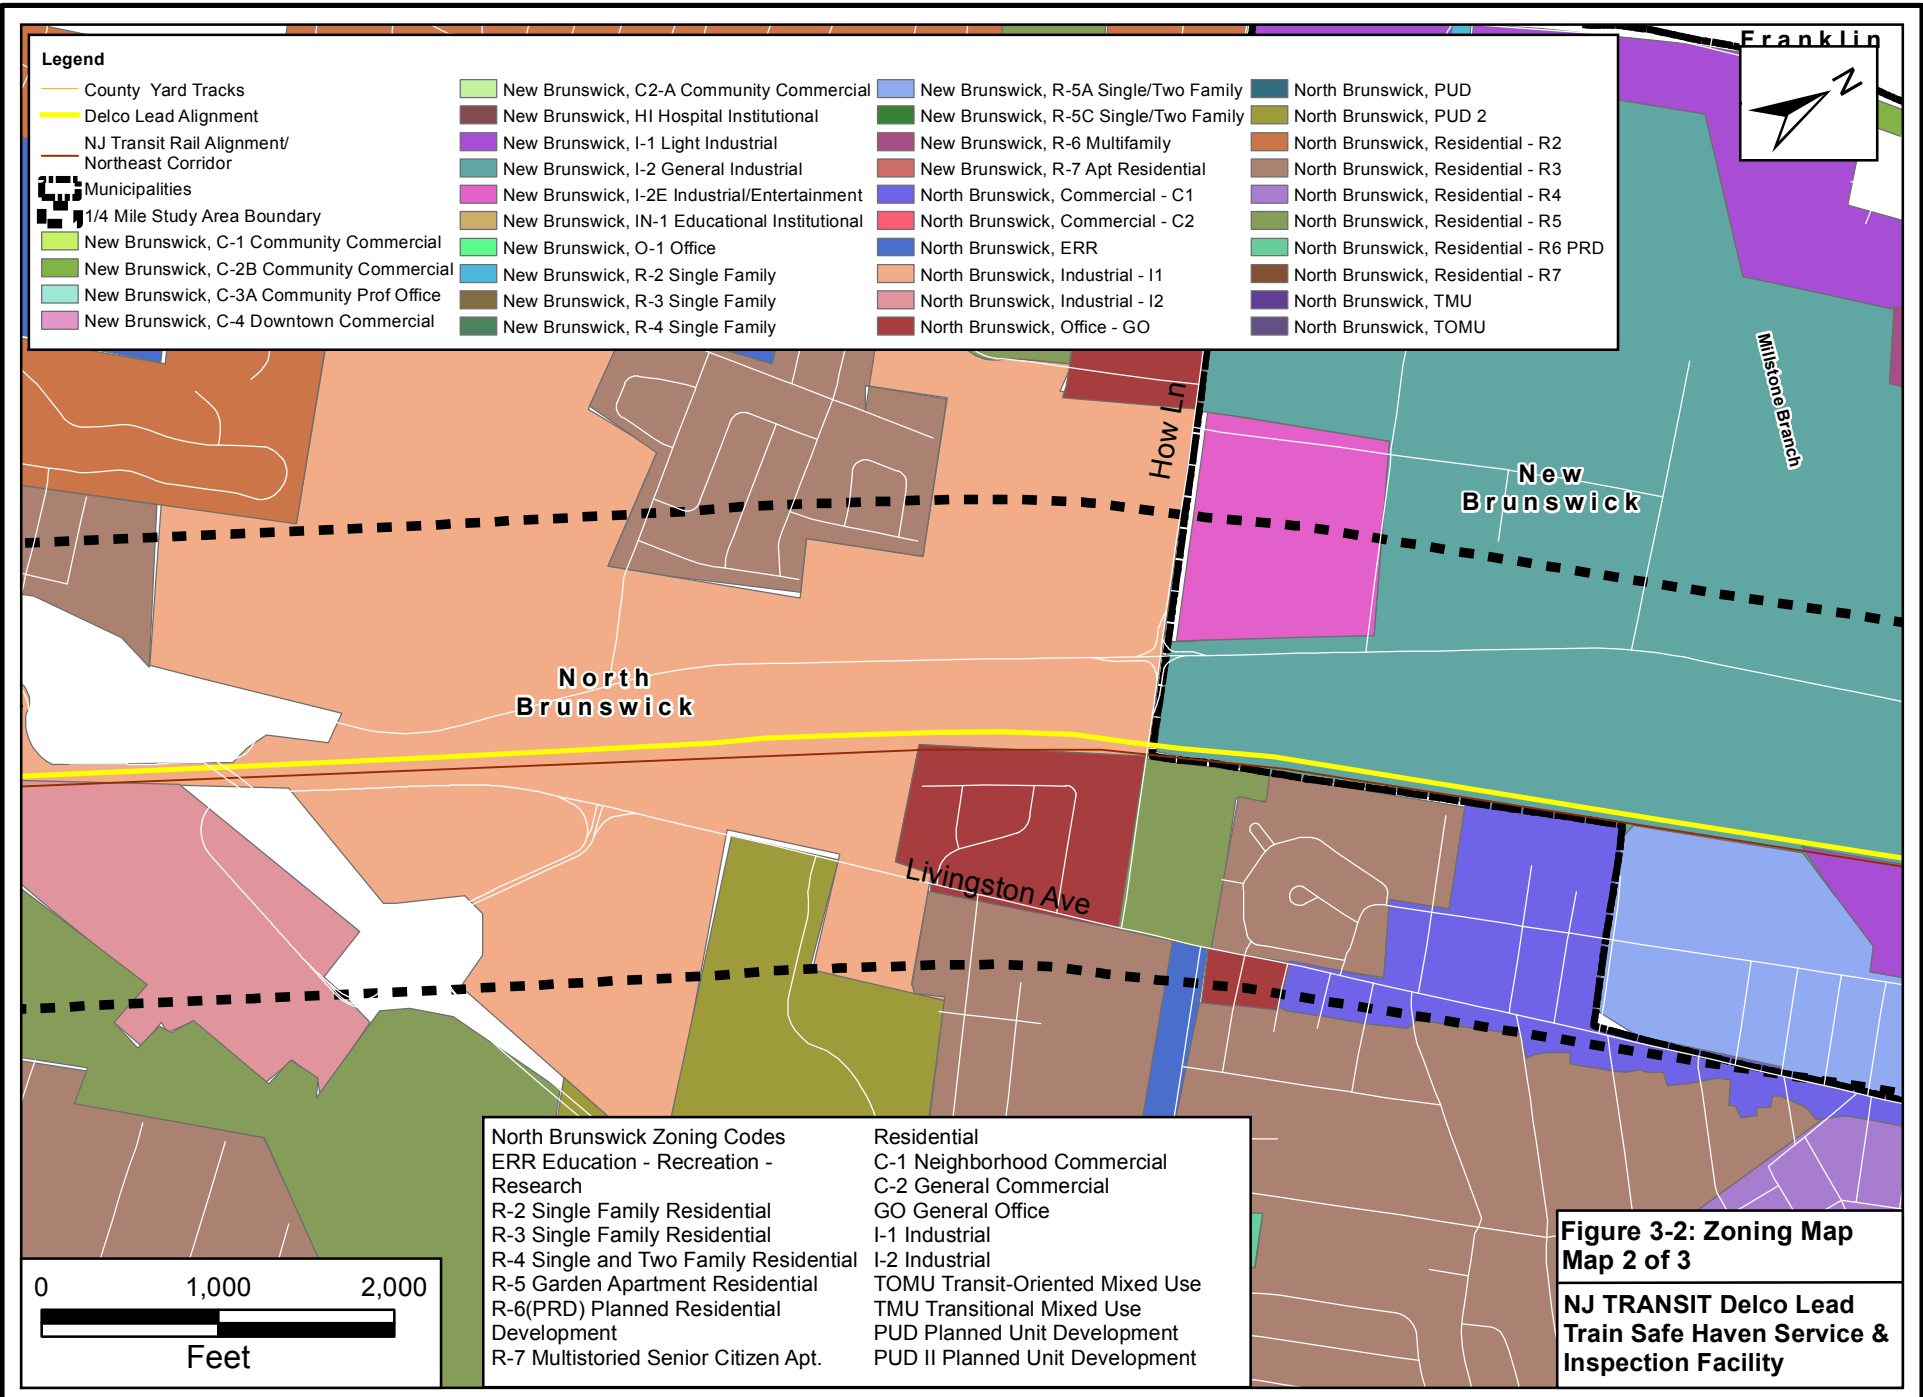 Franklin
Legend
County Yard Tracks
Delco Lead Alignment
NJ Transit Rail Alignment/
Northeast Corridor
Municipalities
1/4 Mile Study Area Boundary
New Brunswick, C-1 Community Commercial
New Brunswick, C-2B Community Commercial
New Brunswick, C-3A Community Prof Office
New Brunswick, C-4 Downtown Commercial
New Brunswick, C2-A Community Commercial
New Brunswick, HI Hospital Institutional
New Brunswick, I-1 Light Industrial
New Brunswick, I-2 General Industrial
New Brunswick, I-2E Industrial/Entertainment
New Brunswick, IN-1 Educational Institutional
New Brunswick, O-1 Office
New Brunswick, R-2 Single Family
New Brunswick, R-3 Single Family
New Brunswick, R-4 Single Family
New Brunswick, R-5A Single/Two Family
New Brunswick, R-5C Single/Two Family
New Brunswick, R-6 Multifamily
New Brunswick, R-7 Apt Residential
North Brunswick, Commercial - C1
North Brunswick, Commercial - C2
North Brunswick, ERR
North Brunswick, Industrial - I1
North Brunswick, Industrial - I2
North Brunswick, Office - GO
North Brunswick, PUD
North Brunswick, PUD 2
North Brunswick, Residential - R2
North Brunswick, Residential - R3
North Brunswick, Residential - R4
North Brunswick, Residential - R5
North Brunswick, Residential - R6 PRD
North Brunswick, Residential - R7
North Brunswick, TMU
North Brunswick, TOMU
N
Millstone Branch
How Ln
New
Brunswick
North
Brunswick
Livingston Ave
North Brunswick Zoning Codes
ERR Education - Recreation -
Research
R-2 Single Family Residential
R-3 Single Family Residential
R-4 Single and Two Family Residential
R-5 Garden Apartment Residential
R-6(PRD) Planned Residential
Development
R-7 Multistoried Senior Citizen Apt.
Residential
C-1 Neighborhood Commercial
C-2 General Commercial
GO General Office
I-1 Industrial
I-2 Industrial
TOMU Transit-Oriented Mixed Use
TMU Transitional Mixed Use
PUD Planned Unit Development
PUD II Planned Unit Development
0 1,000 2,000
Feet
Figure 3-2: Zoning Map
Map 2 of 3
NJ TRANSIT Delco Lead
Train Safe Haven Service &
Inspection Facility